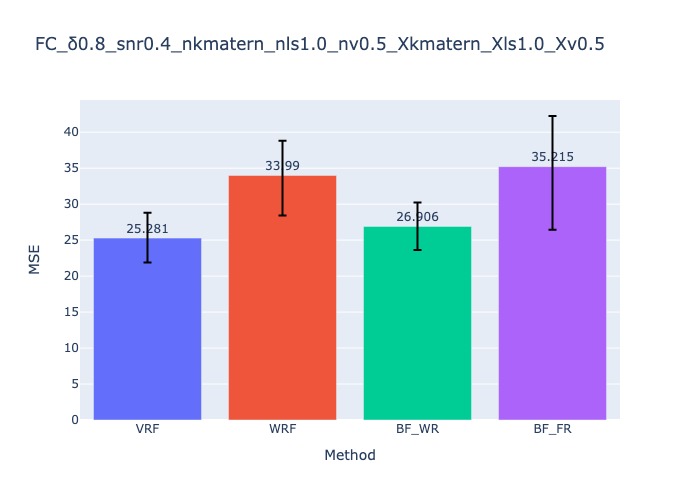 FC_δ0.8_snr0.4_nkmatern_nls1.0_nv0.5_Xkmatern_Xls1.0_Xv0.5
MSE
40
35
30
25
20
15
10
5
0
25.281
33.99
26.906
35.215
VRF
WRF
BF_WR
BF_FR
Method